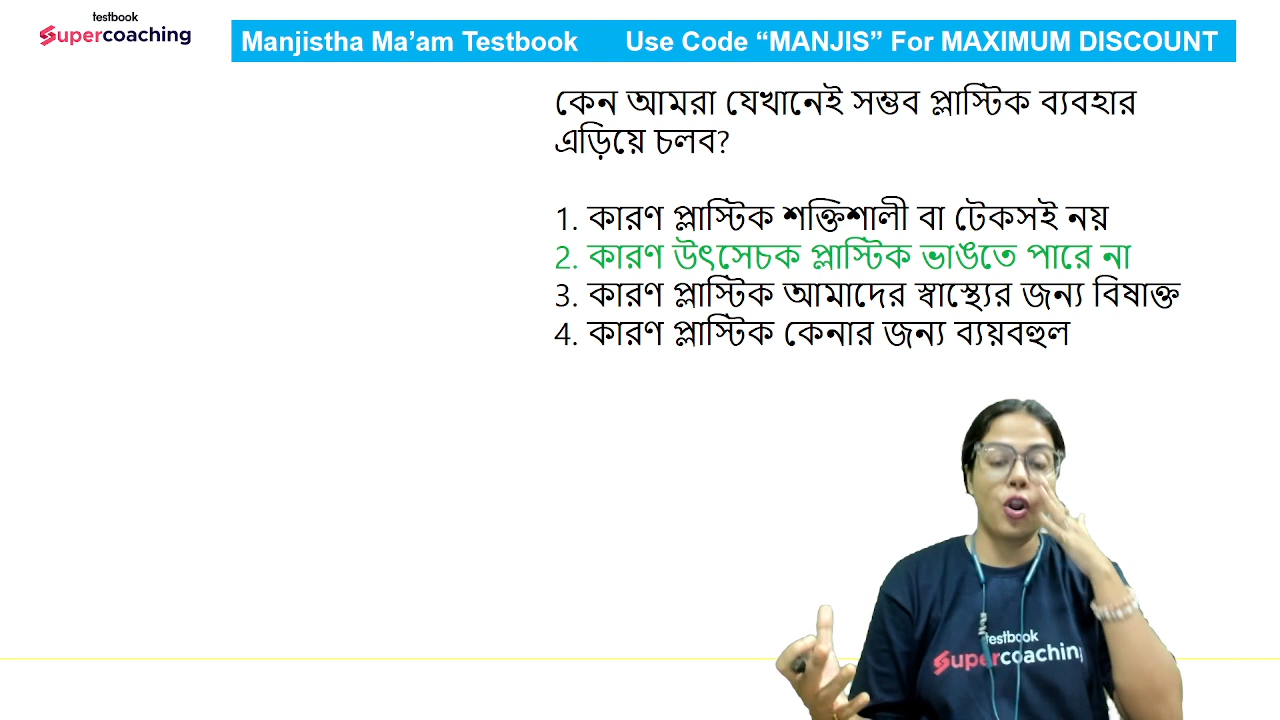 testbook
Supercoaching
Manjistha Ma’am Testbook Use Code “MANJIS” For MAXIMUM DISCOUNT
কেন আমরা যেখানেই সম্ভব প্লাস্টিক ব্যবহার
এড়িয়ে চলব?
1. কারণ প্লাস্টিক শক্তিশালী বা টেকসই নয়
2. কারণ উৎসেচক প্লাস্টিক ভাঙতে পারে না
3. কারণ প্লাস্টিক আমাদের স্বাস্থ্যের জন্য বিষাক্ত
4. কারণ প্লাস্টিক কেনার জন্য ব্যয়বহুল
testbook
Supercoaching